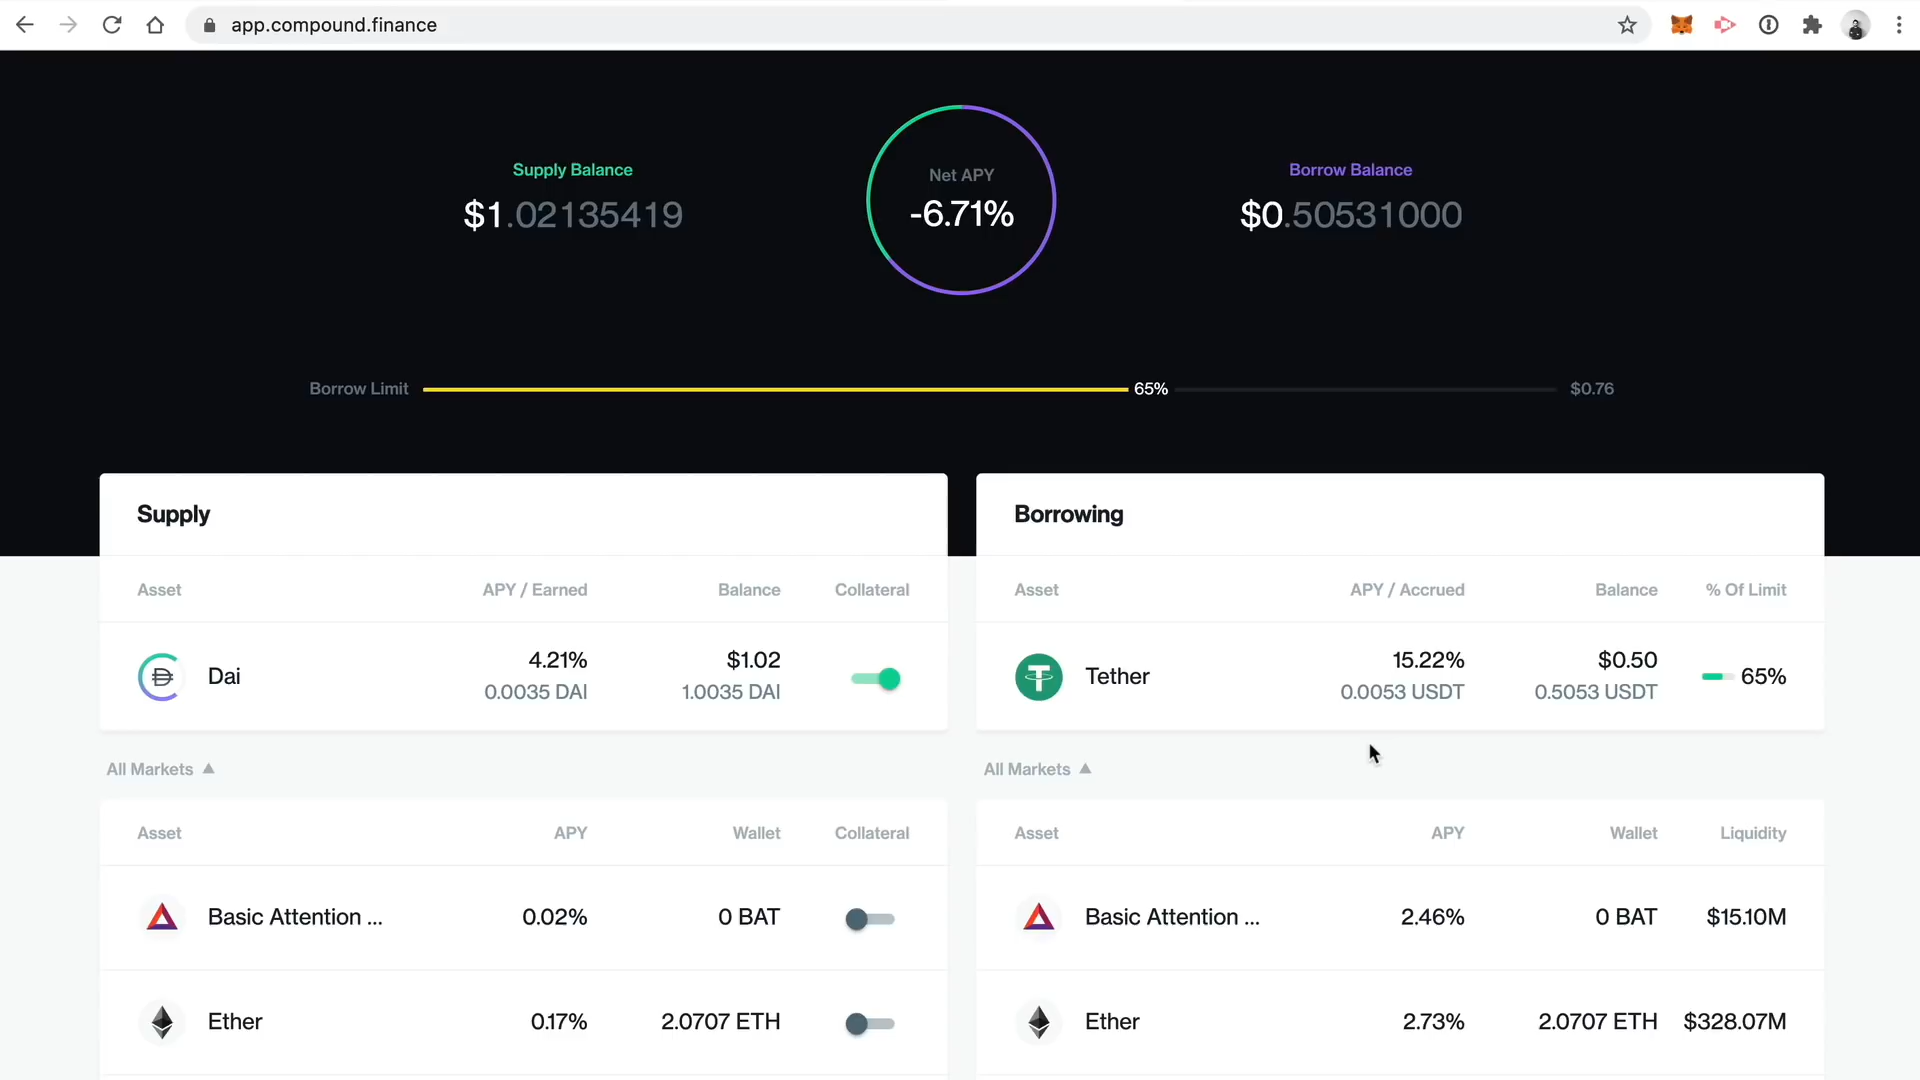 app.compound.finance
Supply Balance
$1.02135419
Net APY
-6.71%
Borrow Balance
$0.50531000
Borrow Limit 65% $0.76
Supply
Asset APY / Earned Balance Collateral
Dai 4.21% $1.02
0.0035 DAI 1.0035 DAI
All Markets ▲
Asset APY Wallet Collateral
Basic Attention ... 0.02% 0 BAT
Ether 0.17% 2.0707 ETH
Borrowing
Asset APY / Accrued Balance % Of Limit
Tether 15.22% $0.50 65%
0.0053 USDT 0.5053 USDT
All Markets ▲
Asset APY Wallet Liquidity
Basic Attention ... 2.46% 0 BAT $15.10M
Ether 2.73% 2.0707 ETH $328.07M